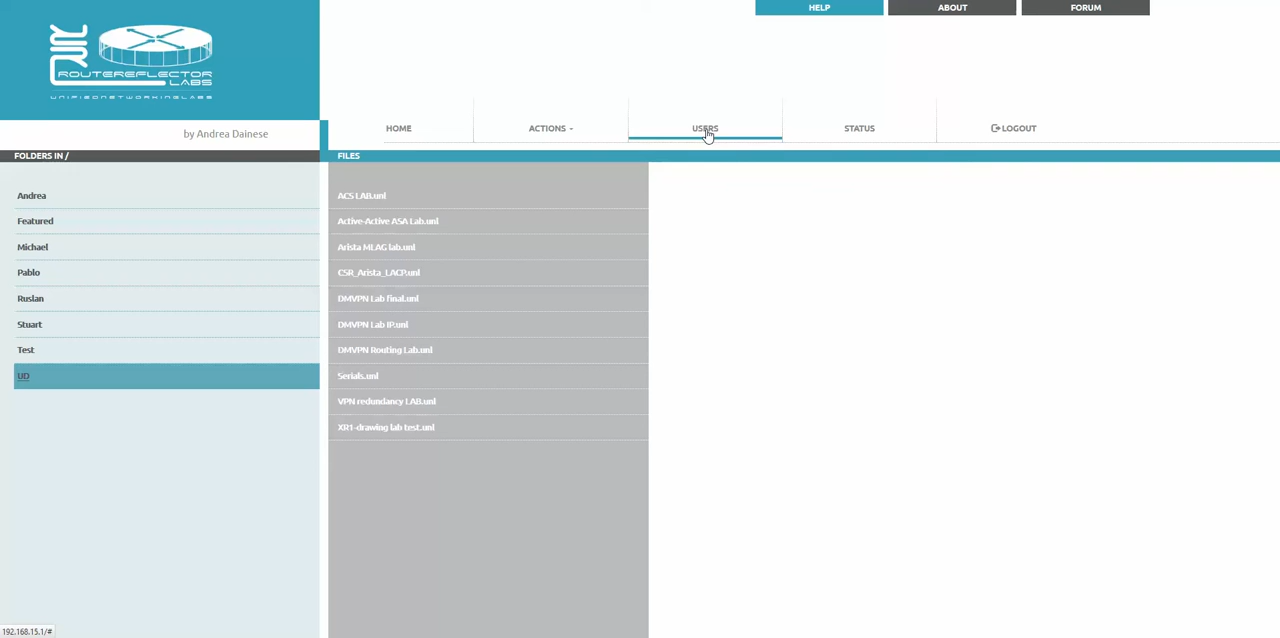 HELP
ABOUT
FORUM
ROUTEREFLECTOR
LABS
UNIFIEDNETWORKINGLABS
by Andrea Dainese
HOME
ACTIONS
USERS
STATUS
LOGOUT
FOLDERS IN /
FILES
Andrea
Featured
Michael
Pablo
Ruslan
Stuart
Test
UD
ACS LAB.unl
Active-Active ASA Lab.unl
Arista MLAG lab.unl
CSR_Arista_LACP.unl
DMVPN Lab final.unl
DMVPN Lab IP.unl
DMVPN Routing Lab.unl
Serials.unl
VPN redundancy LAB.unl
XR1-drawing lab test.unl
192.168.15.1/#